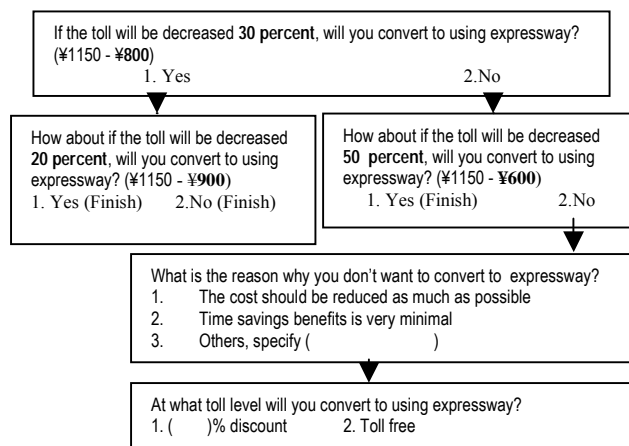 If the toll will be decreased 30 percent, will you convert to using expressway?
(¥1150 - ¥800)
1. Yes 2.No
How about if the toll will be decreased
20 percent, will you convert to using
expressway? (¥1150 - ¥900)
1. Yes (Finish) 2.No (Finish)
How about if the toll will be decreased
50 percent, will you convert to using
expressway? (¥1150 - ¥600)
1. Yes (Finish) 2.No
What is the reason why you don't want to convert to expressway?
1. The cost should be reduced as much as possible
2. Time savings benefits is very minimal
3. Others, specify ( )
At what toll level will you convert to using expressway?
1. ( )% discount 2. Toll free